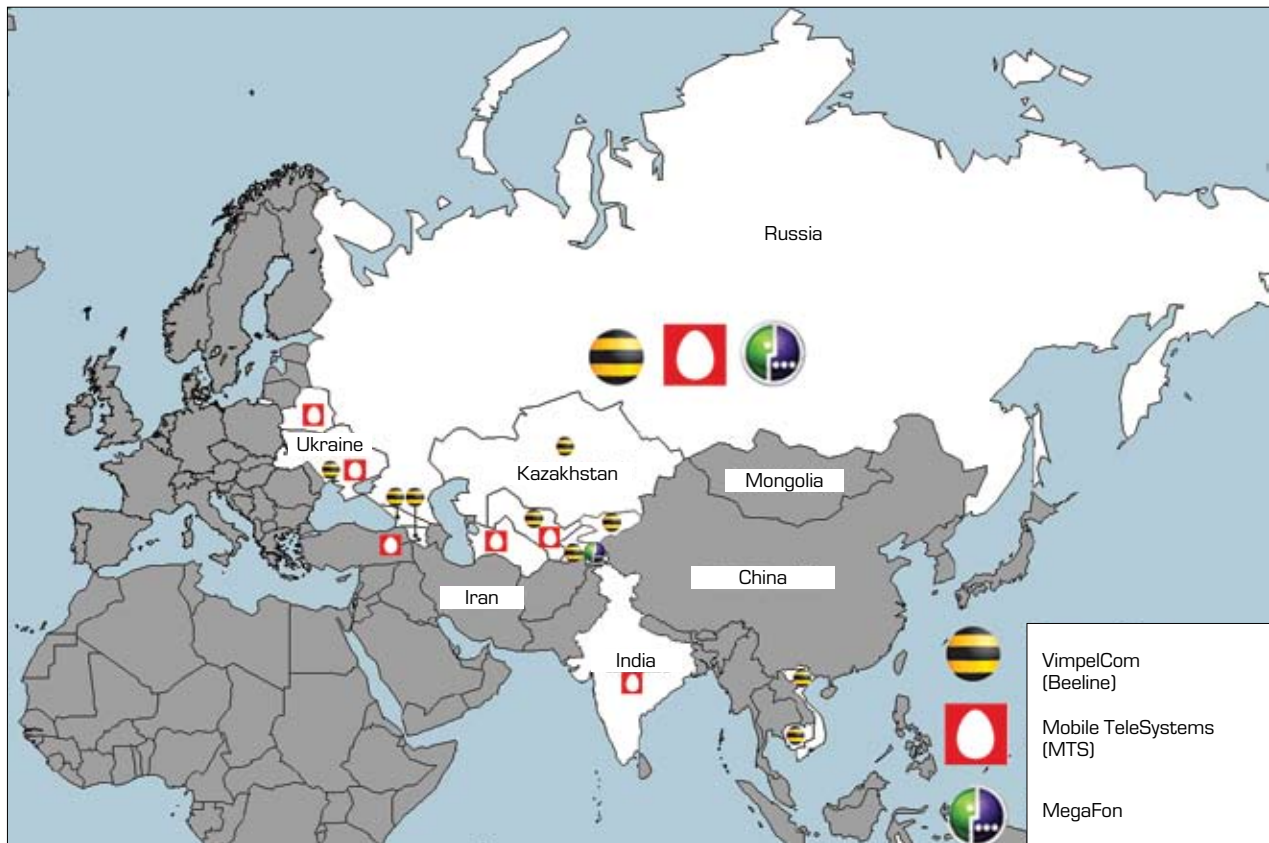 Russia
Ukraine
Kazakhstan
Mongolia
China
Iran
India
VimpelCom
(Beeline)
Mobile TeleSystems
(MTS)
MegaFon